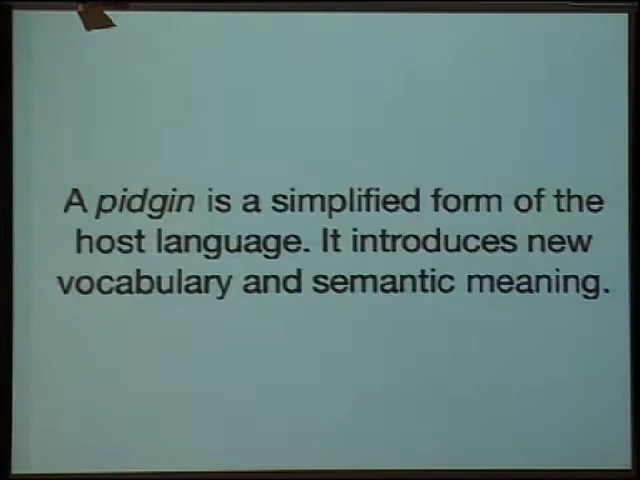 A pidgin is a simplified form of the
host language. It introduces new
vocabulary and semantic meaning.